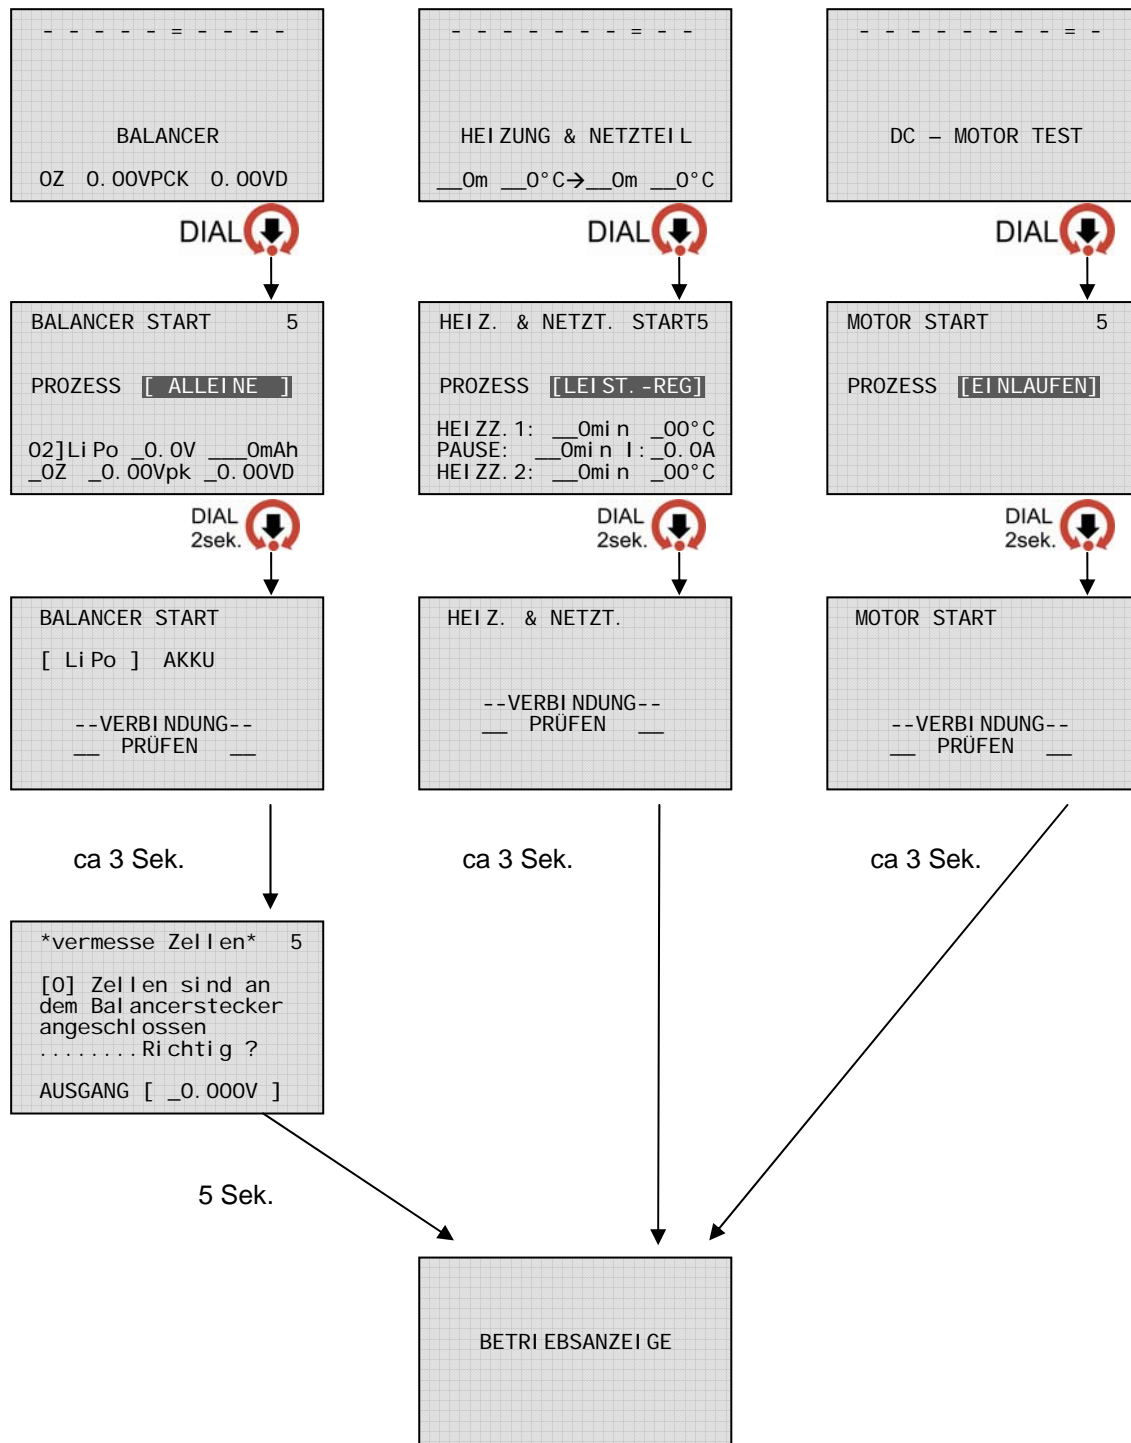 - - - - - = - - - -
BALANCER
0Z 0.00VPCK 0.00VD
DIAL
BALANCER START 5
PROZESS [ ALLEINE ]
02]LiPo _0.0V ___0mAh
_0Z _0.00Vpk _0.00VD
DIAL
2sek.
BALANCER START
[ LiPo ] AKKU
--VERBINDUNG--
__ PRÜFEN __
ca 3 Sek.
*vermesse Zellen* 5
[0] Zellen sind an
dem Balancerstecker
angeschlossen
........Richtig ?
AUSGANG [ _0.000V ]
5 Sek.
- - - - - - - = - -
HEIZUNG & NETZTEIL
__0m __0°C→__0m __0°C
DIAL
HEIZ. & NETZT. START5
PROZESS [LEIST.-REG]
HEIZZ.1: __0min _00°C
PAUSE: __0min I:_0.0A
HEIZZ.2: __0min _00°C
DIAL
2sek.
HEIZ. & NETZT.
--VERBINDUNG--
__ PRÜFEN __
ca 3 Sek.
- - - - - - - - = -
DC – MOTOR TEST
DIAL
MOTOR START 5
PROZESS [EINLAUFEN]
DIAL
2sek.
MOTOR START
--VERBINDUNG--
__ PRÜFEN __
ca 3 Sek.
BETRIEBSANZEIGE